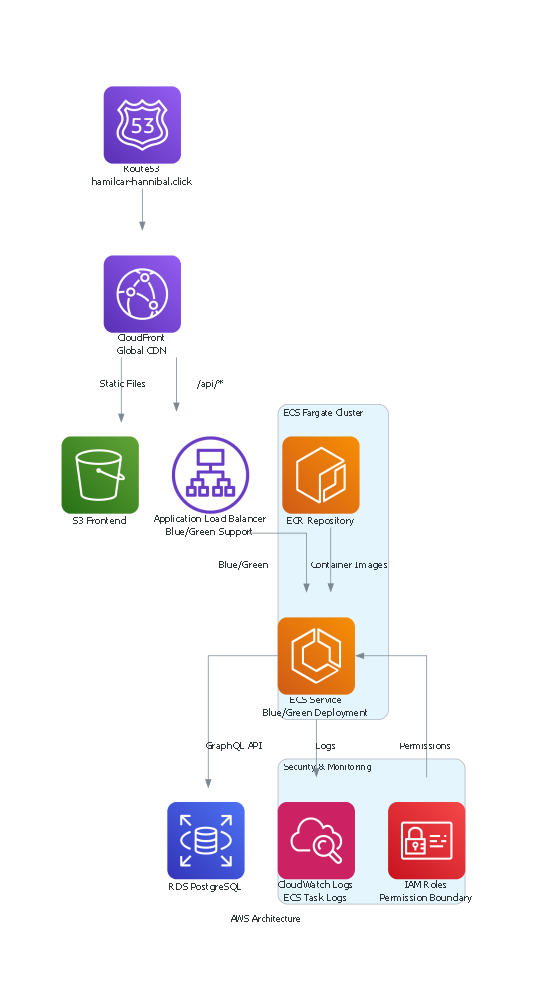 53
Route53
hamilcar-hannibal.click
CloudFront
Global CDN
Static Files
/api/*
ECS Fargate Cluster
S3 Frontend
Application Load Balancer
Blue/Green Support
ECR Repository
Blue/Green
Container Images
ECS Service
Blue/Green Deployment
GraphQL API
Logs
Permissions
Security & Monitoring
RDS PostgreSQL
CloudWatch Logs
ECS Task Logs
IAM Roles
Permission Boundary
AWS Architecture